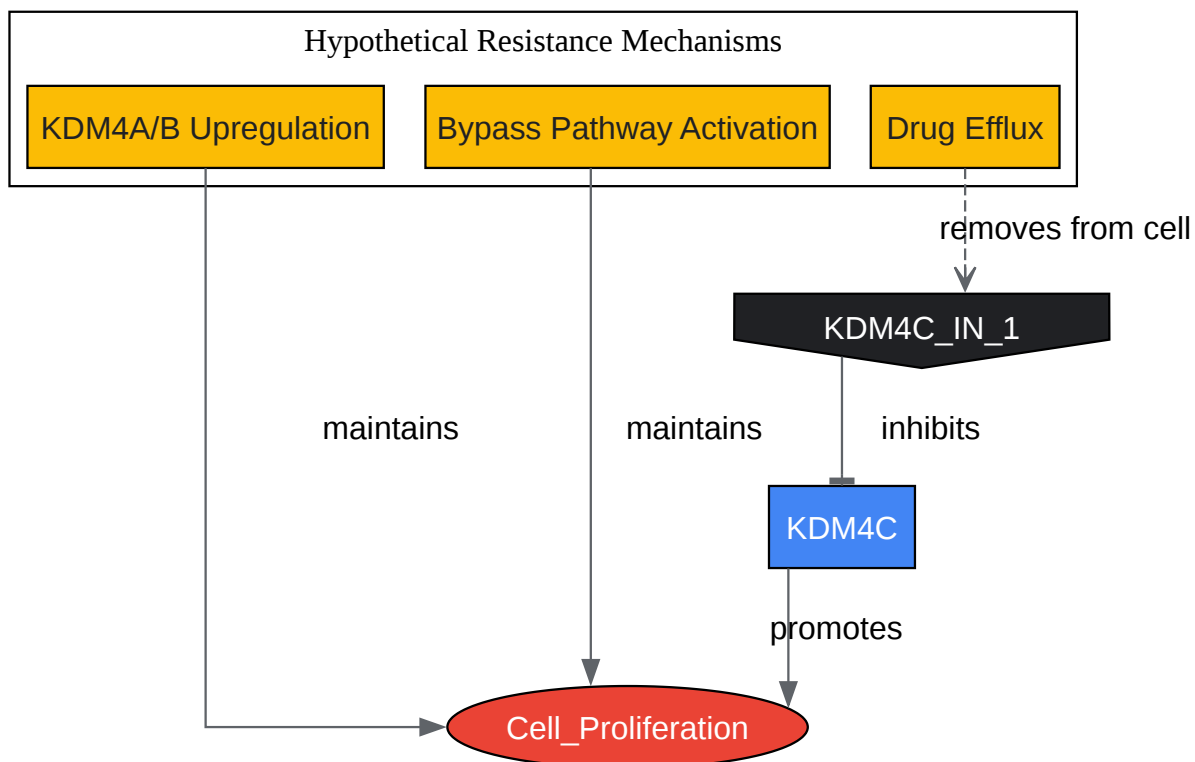 Hypothetical Resistance Mechanisms
KDM4A/B Upregulation
Bypass Pathway Activation
Drug Efflux
removes from cell
KDM4C_IN_1
maintains
maintains
inhibits
KDM4C
promotes
Cell_Proliferation